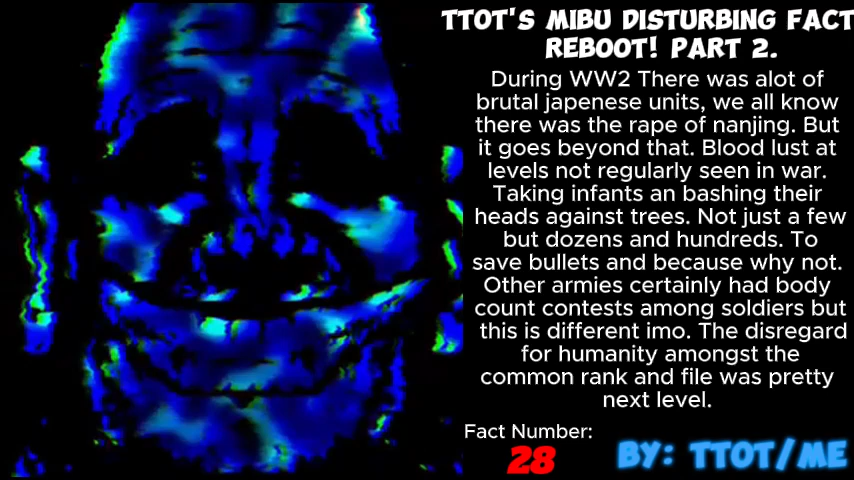 TTOT'S MIBU DISTURBING FACT
REBOOT! PART 2.
During WW2 There was alot of
brutal japenese units, we all know
there was the rape of nanjing. But
it goes beyond that. Blood lust at
levels not regularly seen in war.
Taking infants an bashing their
heads against trees. Not just a few
but dozens and hundreds. To
save bullets and because why not.
Other armies certainly had body
count contests among soldiers but
this is different imo. The disregard
for humanity amongst the
common rank and file was pretty
next level.
Fact Number:
28
BY: TTOT/ME